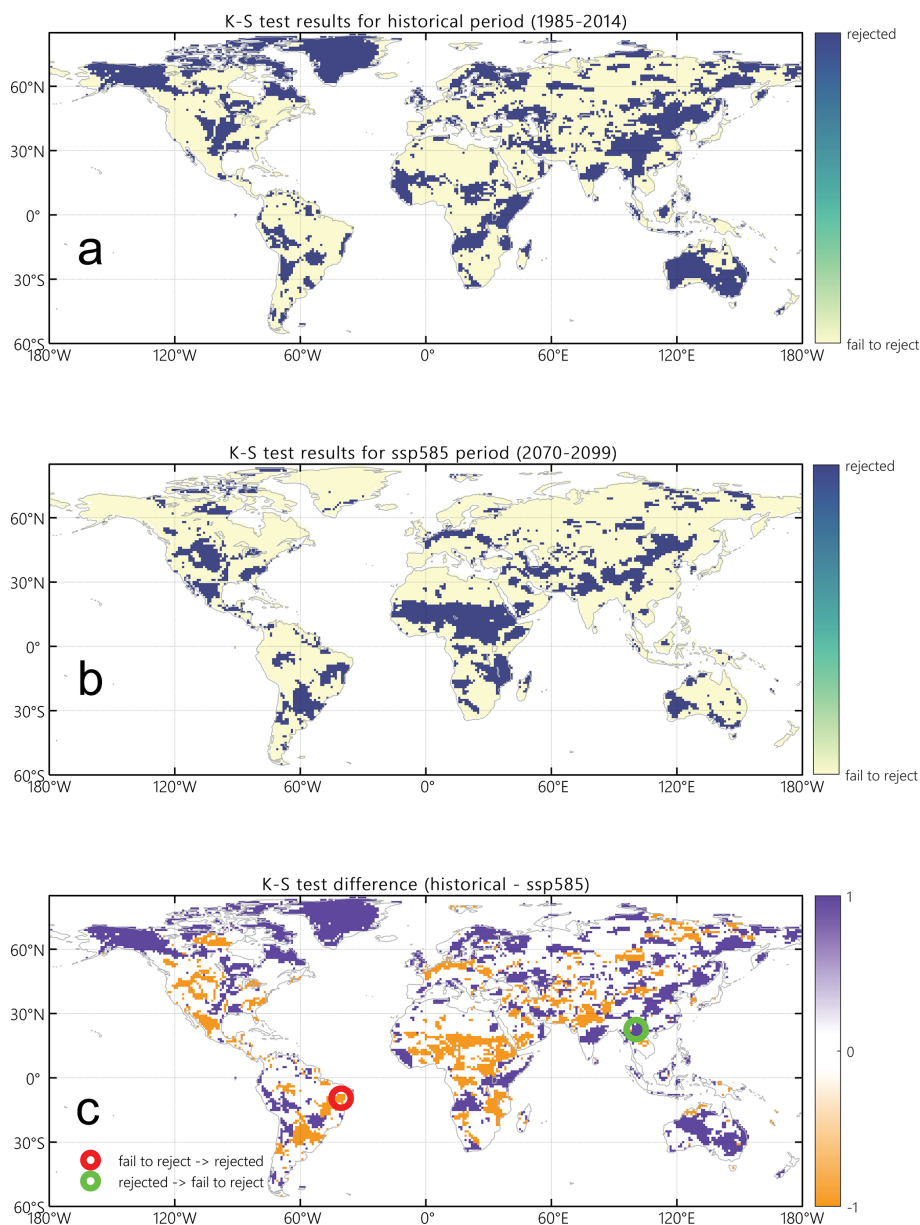 K-S test results for historical period (1985-2014)
rejected
60°N
30°N
0°
a
30°S
60°S
fail to reject
180°W
120°W
60°W
0°
60°E
120°E
180°W
K-S test results for ssp585 period (2070-2099)
rejected
60°N
30°N
0°
b
30°S
60°S
fail to reject
180°W
120°W
60°W
0°
60°E
120°E
180°W
K-S test difference (historical - ssp585)
1
60°N
30°N
0
0°
c
30°S
fail to reject -> rejected
rejected -> fail to reject
60°S
-1
180°W
120°W
60°W
0°
60°E
120°E
180°W